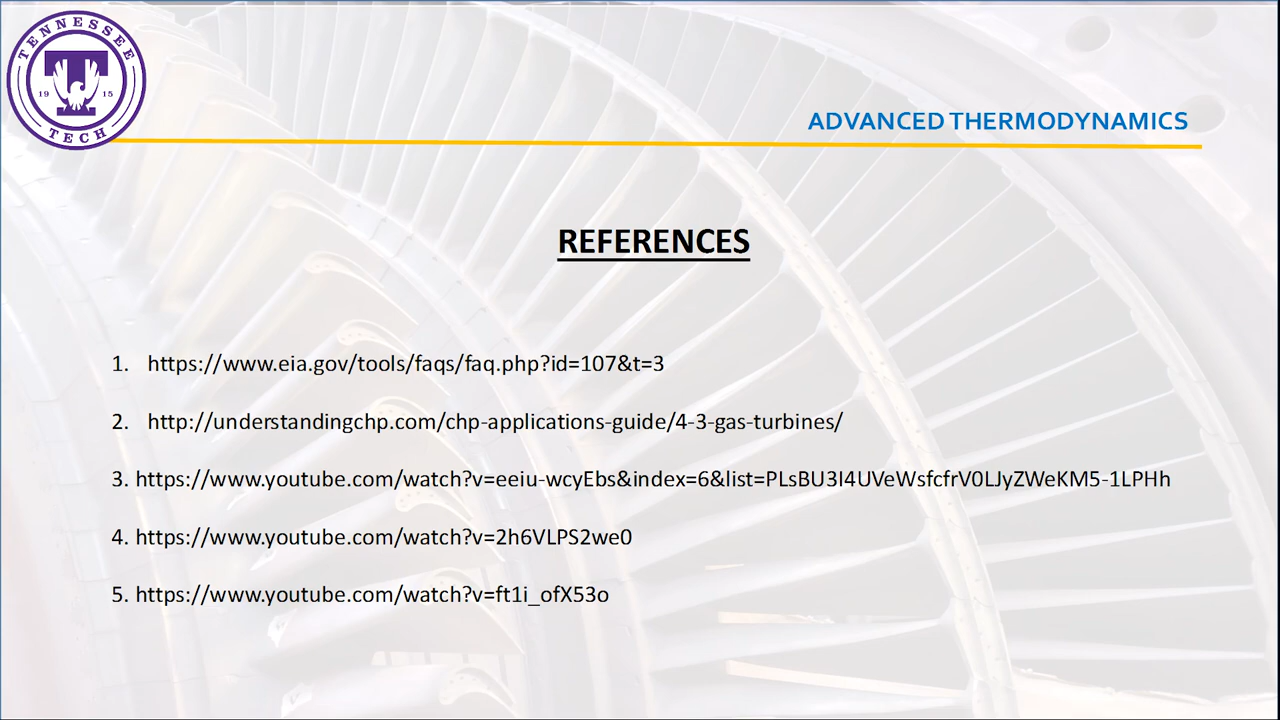 TENNESSEE
19 15
TECH
ADVANCED THERMODYNAMICS
REFERENCES
1. https://www.eia.gov/tools/faqs/faq.php?id=107&t=3
2. http://understandingchp.com/chp-applications-guide/4-3-gas-turbines/
3. https://www.youtube.com/watch?v=eeiu-wcyEbs&index=6&list=PLsBU3I4UVeWsfcfrV0LJyZWeKM5-1LPHh
4. https://www.youtube.com/watch?v=2h6VLPS2we0
5. https://www.youtube.com/watch?v=ft1i_ofX53o